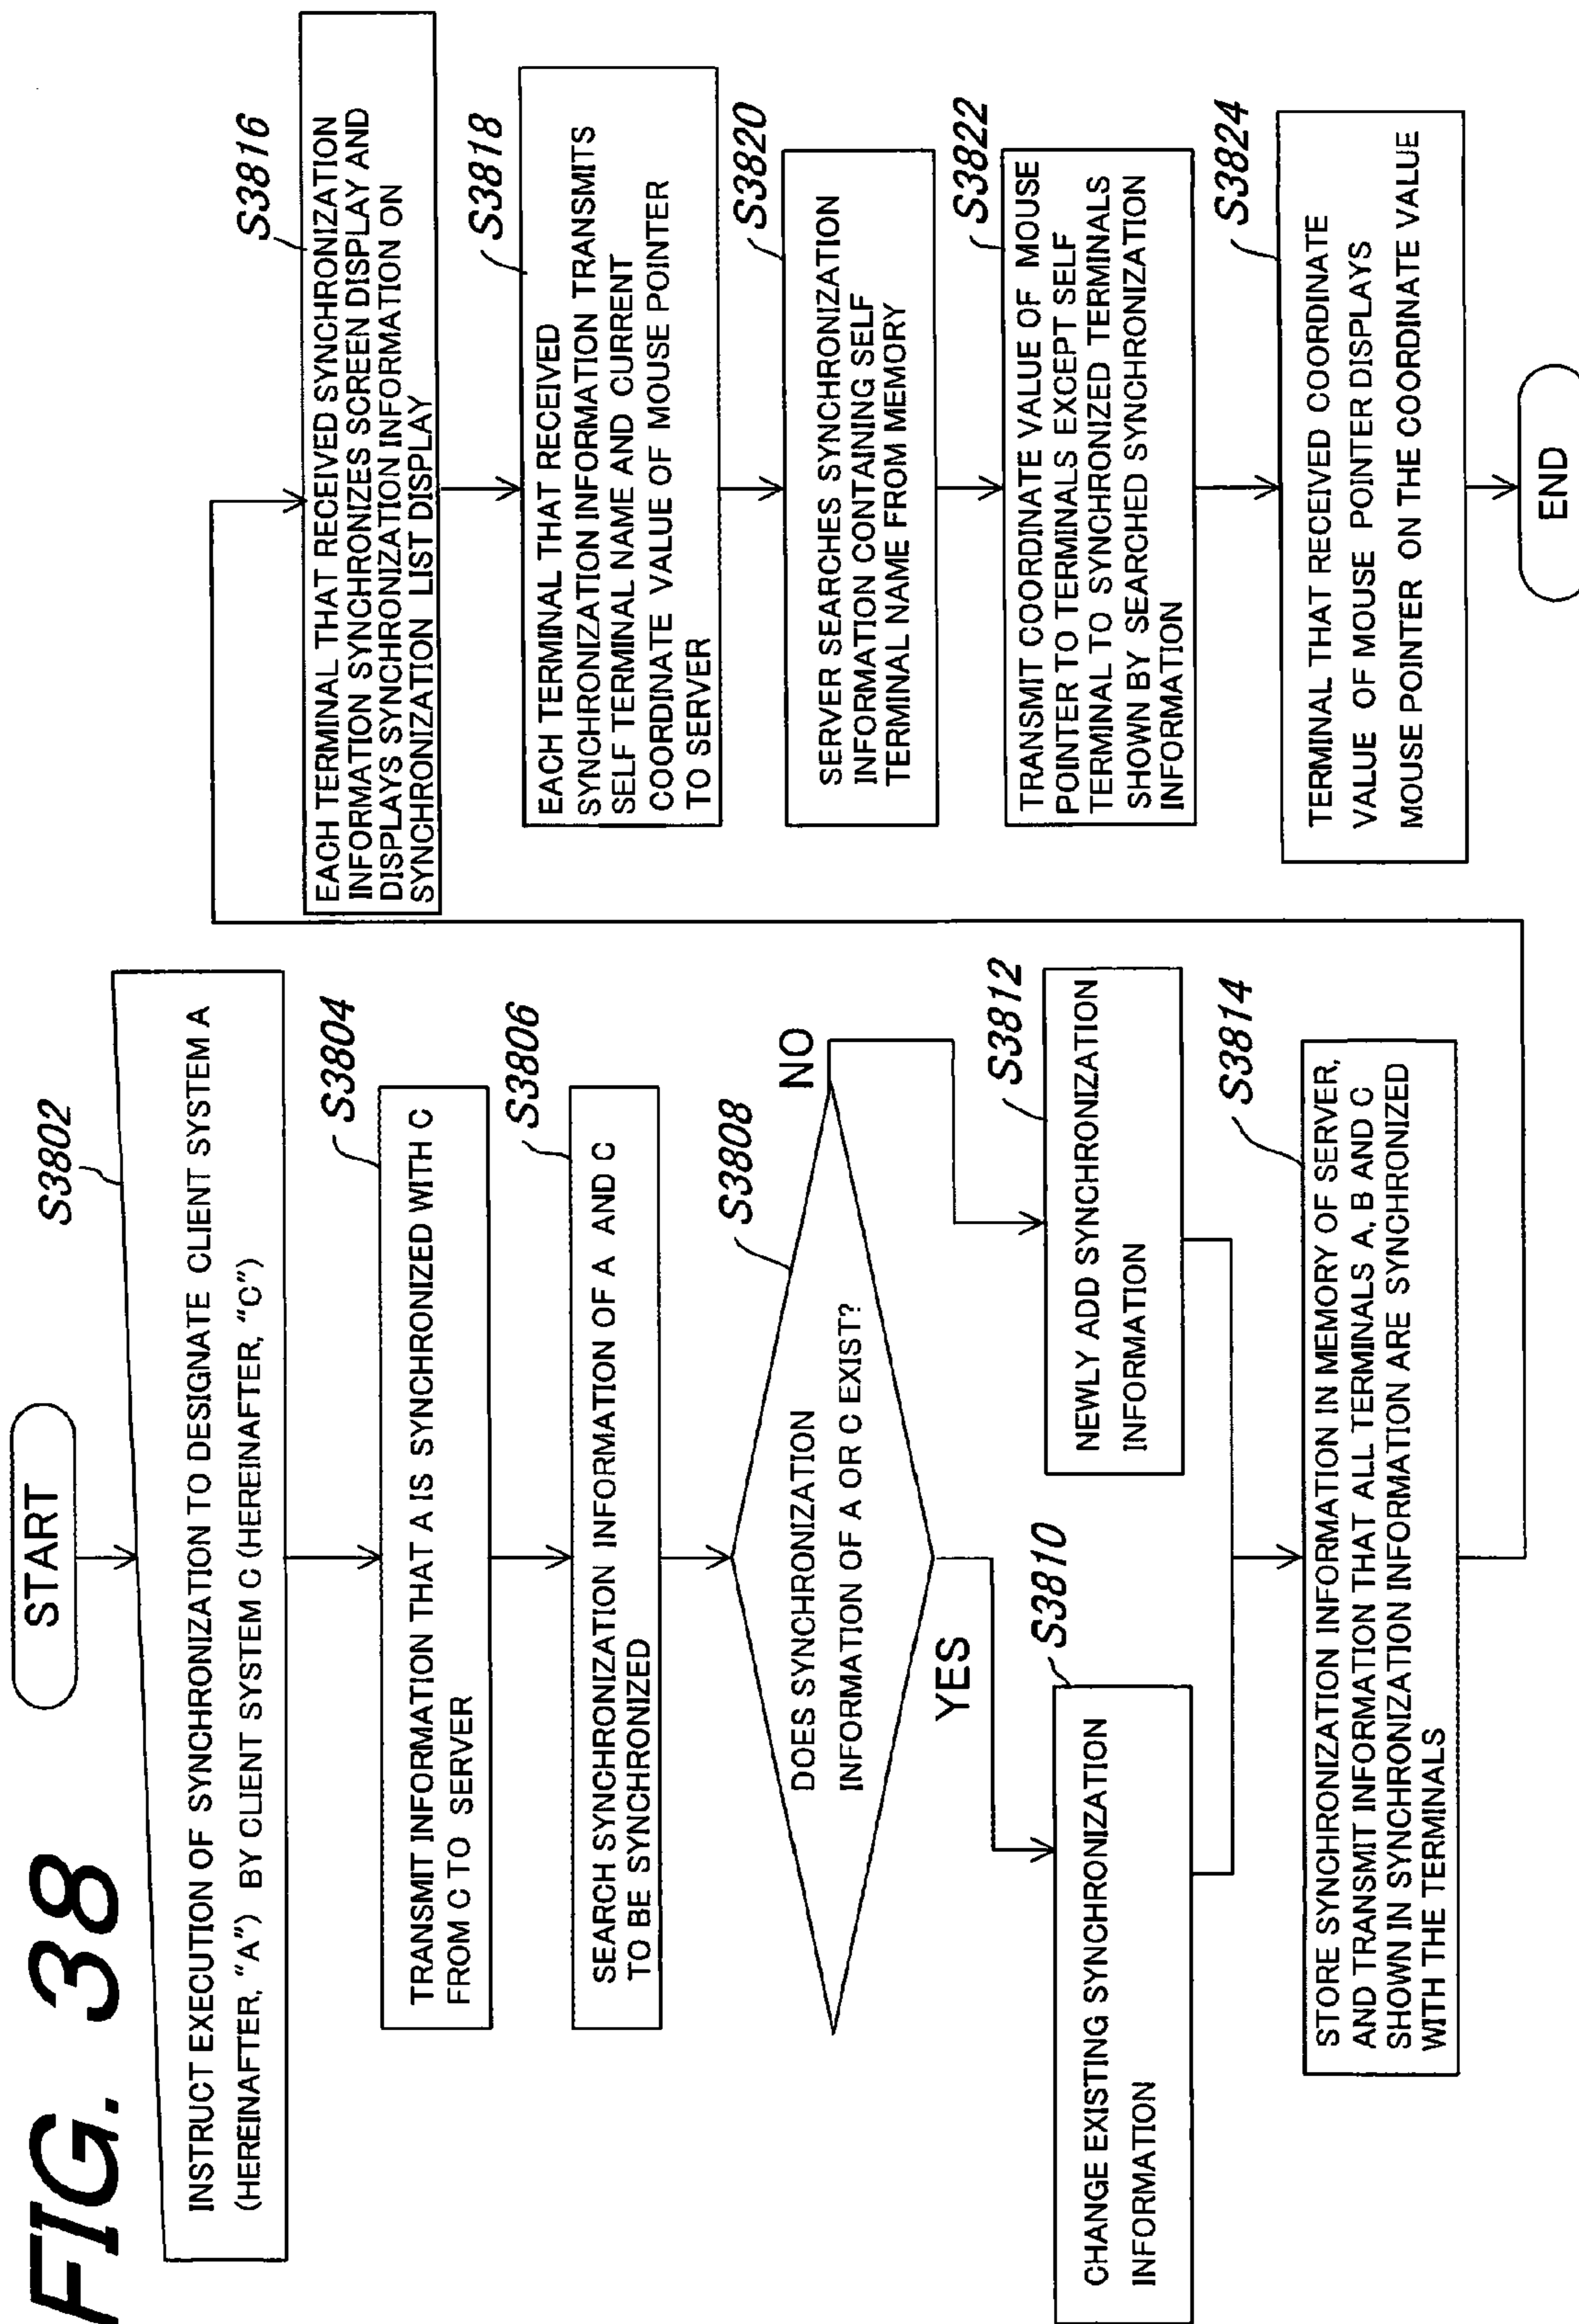 FIG. 38
START
S3802
INSTRUCT EXECUTION OF SYNCHRONIZATION TO DESIGNATE CLIENT SYSTEM A
(HEREINAFTER, "A") BY CLIENT SYSTEM C (HEREINAFTER, "C")
S3804
TRANSMIT INFORMATION THAT A IS SYNCHRONIZED WITH C
FROM C TO SERVER
S3806
SEARCH SYNCHRONIZATION INFORMATION OF A AND C
TO BE SYNCHRONIZED
S3808
DOES SYNCHRONIZATION
INFORMATION OF A OR C EXIST?
NO
YES
S3810
CHANGE EXISTING SYNCHRONIZATION
INFORMATION
S3812
NEWLY ADD SYNCHRONIZATION
INFORMATION
S3814
STORE SYNCHRONIZATION INFORMATION IN MEMORY OF SERVER,
AND TRANSMIT INFORMATION THAT ALL TERMINALS A, B AND C
SHOWN IN SYNCHRONIZATION INFORMATION ARE SYNCHRONIZED
WITH THE TERMINALS
S3816
EACH TERMINAL THAT RECEIVED SYNCHRONIZATION
INFORMATION SYNCHRONIZES SCREEN DISPLAY AND
DISPLAYS SYNCHRONIZATION INFORMATION ON
SYNCHRONIZATION LIST DISPLAY
S3818
EACH TERMINAL THAT RECEIVED
SYNCHRONIZATION INFORMATION TRANSMITS
SELF TERMINAL NAME AND CURRENT
COORDINATE VALUE OF MOUSE POINTER
TO SERVER
S3820
SERVER SEARCHES SYNCHRONIZATION
INFORMATION CONTAINING SELF
TERMINAL NAME FROM MEMORY
S3822
TRANSMIT COORDINATE VALUE OF MOUSE
POINTER TO TERMINALS EXCEPT SELF
TERMINAL TO SYNCHRONIZED TERMINALS
SHOWN BY SEARCHED SYNCHRONIZATION
INFORMATION
S3824
TERMINAL THAT RECEIVED COORDINATE
VALUE OF MOUSE POINTER DISPLAYS
MOUSE POINTER ON THE COORDINATE VALUE
END